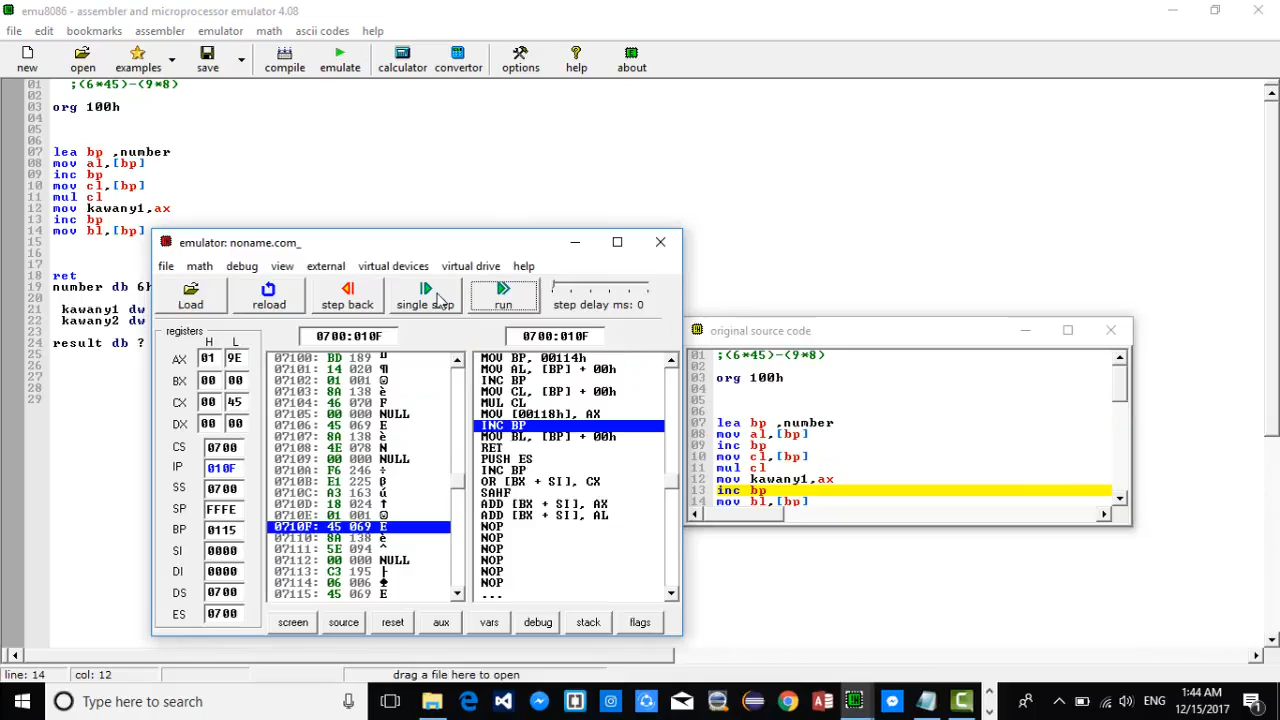 emu8086 - assembler and microprocessor emulator 4.08
file edit bookmarks assembler emulator math ascii codes help
new open examples save compile emulate calculator convertor options help about
01 ;(6*45)-(9*8)
02
03 org 100h
04
05
06
07 lea bp ,number
08 mov al,[bp]
09 inc bp
10 mov cl,[bp]
11 mul cl
12 mov kawany1,ax
13 inc bp
14 mov bl,[bp]
15
16
17
18 ret
19 number db 6h
20
21 kawany1 dw
22 kawany2 dw
23
24 result db ?
25
26
27
28
29
emulator: noname.com_
file math debug view external virtual devices virtual drive help
Load reload step back single step run step delay ms: 0
registers
H L
AX 01 9E
BX 00 00
CX 00 45
DX 00 00
CS 0700
IP 010F
SS 0700
SP FFFE
BP 0115
SI 0000
DI 0000
DS 0700
ES 0700
0700:010F
07100: BD 189 ╜
07101: 14 020 ¶
07102: 01 001 ☺
07103: 8A 138 è
07104: 46 070 F
07105: 00 000 NULL
07106: 45 069 E
07107: 8A 138 è
07108: 4E 078 N
07109: 00 000 NULL
0710A: F6 246 ÷
0710B: E1 225 ß
0710C: A3 163 ú
0710D: 18 024 ↑
0710E: 01 001 ☺
0710F: 45 069 E
07110: 8A 138 è
07111: 5E 094 ^
07112: 00 000 NULL
07113: C3 195 ├
07114: 06 006 ♠
07115: 45 069 E
0700:010F
MOV BP, 00114h
MOV AL, [BP] + 00h
INC BP
MOV CL, [BP] + 00h
MUL CL
MOV [00118h], AX
INC BP
MOV BL, [BP] + 00h
RET
PUSH ES
INC BP
OR [BX + SI], CX
SAHF
ADD [BX + SI], AX
ADD [BX + SI], AL
NOP
NOP
NOP
NOP
NOP
NOP
...
screen source reset aux vars debug stack flags
original source code
01 ;(6*45)-(9*8)
02
03 org 100h
04
05
06
07 lea bp ,number
08 mov al,[bp]
09 inc bp
10 mov cl,[bp]
11 mul cl
12 mov kawany1,ax
13 inc bp
14 mov bl,[bp]
line: 14 col: 12 drag a file here to open
Type here to search
ENG
1:44 AM
12/15/2017
1